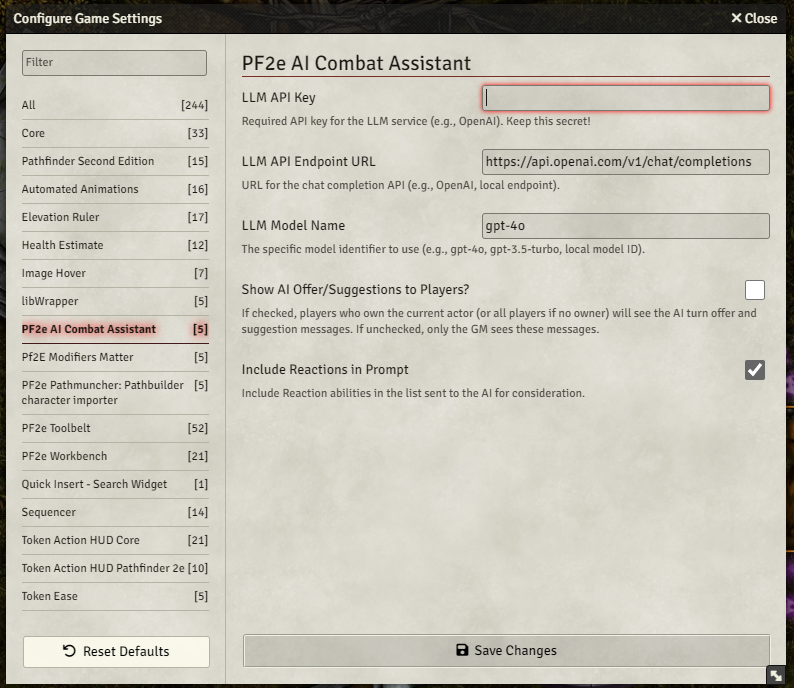 Configure Game Settings
Close
Filter
All [244]
Core [33]
Pathfinder Second Edition [15]
Automated Animations [16]
Elevation Ruler [17]
Health Estimate [12]
Image Hover [7]
libWrapper [5]
PF2e AI Combat Assistant [5]
Pf2E Modifiers Matter [5]
PF2e Pathmuncher: Pathbuilder [5]
character importer
PF2e Toolbelt [52]
PF2e Workbench [21]
Quick Insert - Search Widget [1]
Sequencer [14]
Token Action HUD Core [21]
Token Action HUD Pathfinder 2e [10]
Token Ease [5]
Reset Defaults
PF2e AI Combat Assistant
LLM API Key
Required API key for the LLM service (e.g., OpenAI). Keep this secret!
LLM API Endpoint URL https://api.openai.com/v1/chat/completions
URL for the chat completion API (e.g., OpenAI, local endpoint).
LLM Model Name gpt-4o
The specific model identifier to use (e.g., gpt-4o, gpt-3.5-turbo, local model ID).
Show AI Offer/Suggestions to Players?
If checked, players who own the current actor (or all players if no owner) will see the AI turn offer and
suggestion messages. If unchecked, only the GM sees these messages.
Include Reactions in Prompt
Include Reaction abilities in the list sent to the AI for consideration.
Save Changes